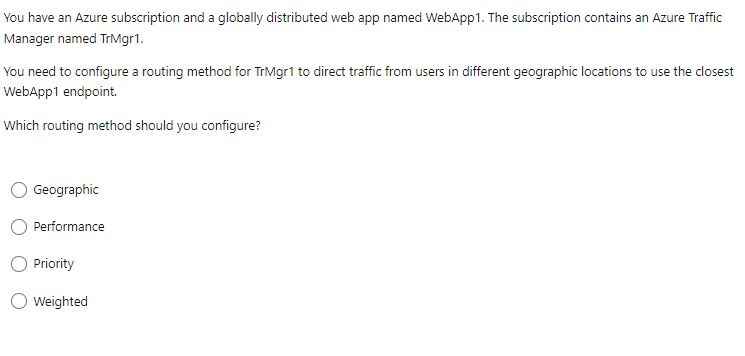 You have an Azure subscription and a globally distributed web app named WebApp1. The subscription contains an Azure Traffic
Manager named TrMgr1.
You need to configure a routing method for TrMgr1 to direct traffic from users in different geographic locations to use the closest
WebApp1 endpoint.
Which routing method should you configure?
Geographic
Performance
Priority
Weighted